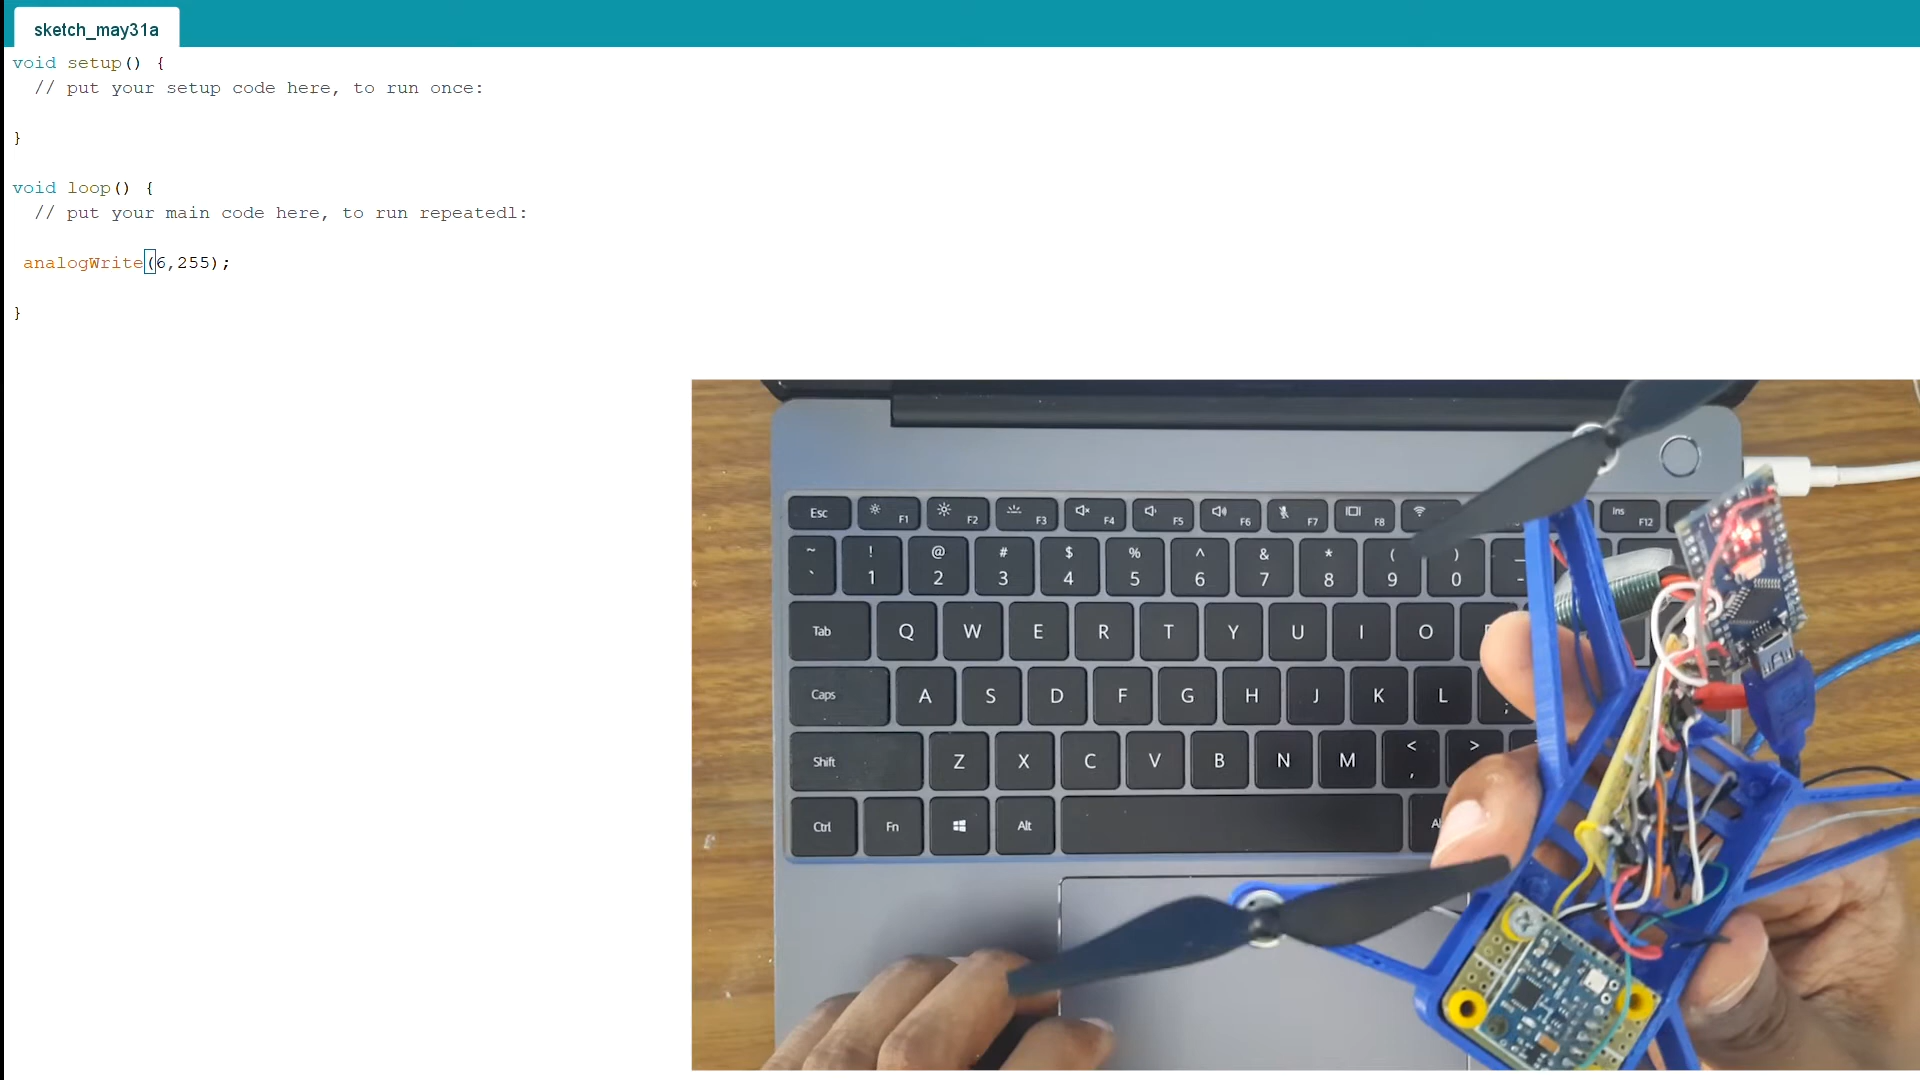 sketch_may31a
void setup() {
// put your setup code here, to run once:
}
void loop() {
// put your main code here, to run repeatedl:
analogWrite(6,255);
}
Esc F1 F2 F3 F4 F5 F6 F7 F8 Ins F12
~ ! @ # $ % ^ & * ( ) _
` 1 2 3 4 5 6 7 8 9 0 -
Tab Q W E R T Y U I O
Caps A S D F G H J K L ;
Shift Z X C V B N M < > ,
Ctrl Fn Alt